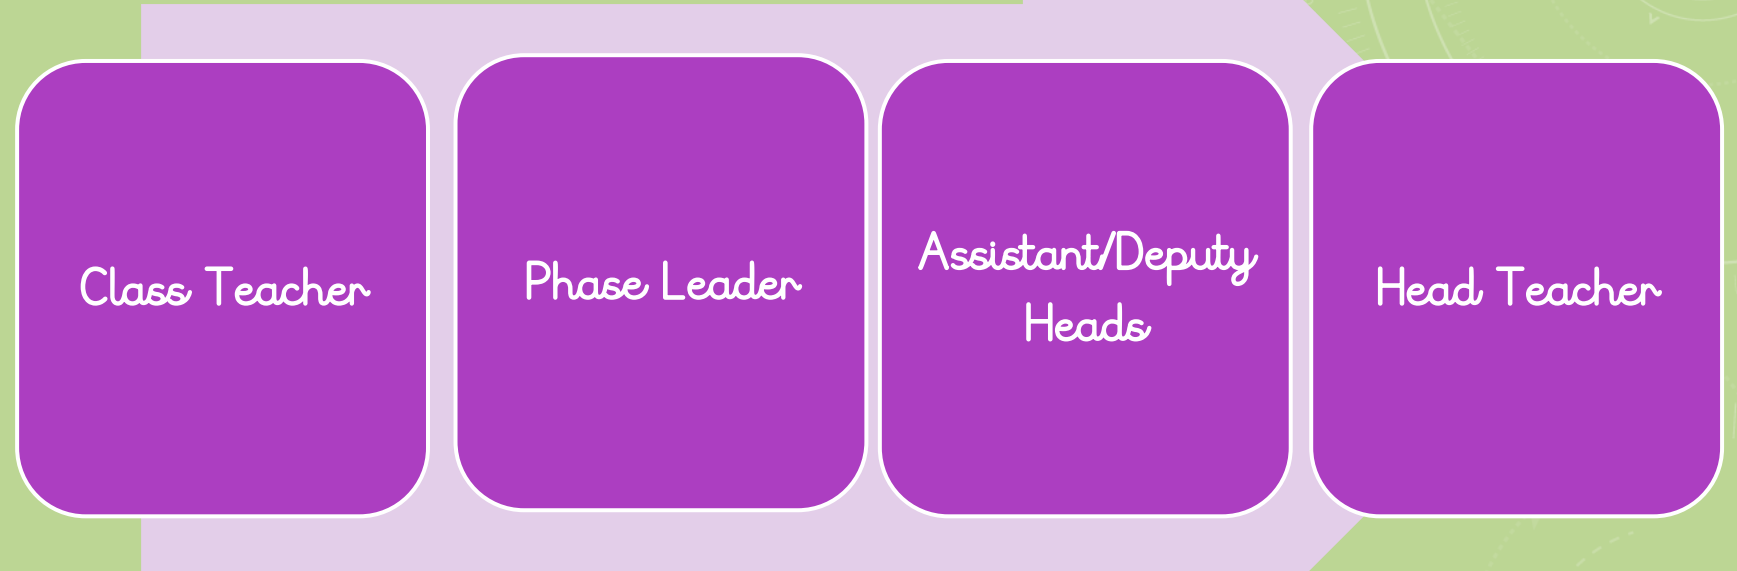 Class Teacher
Phase Leader
Assistant/Deputy
Heads
Head Teacher